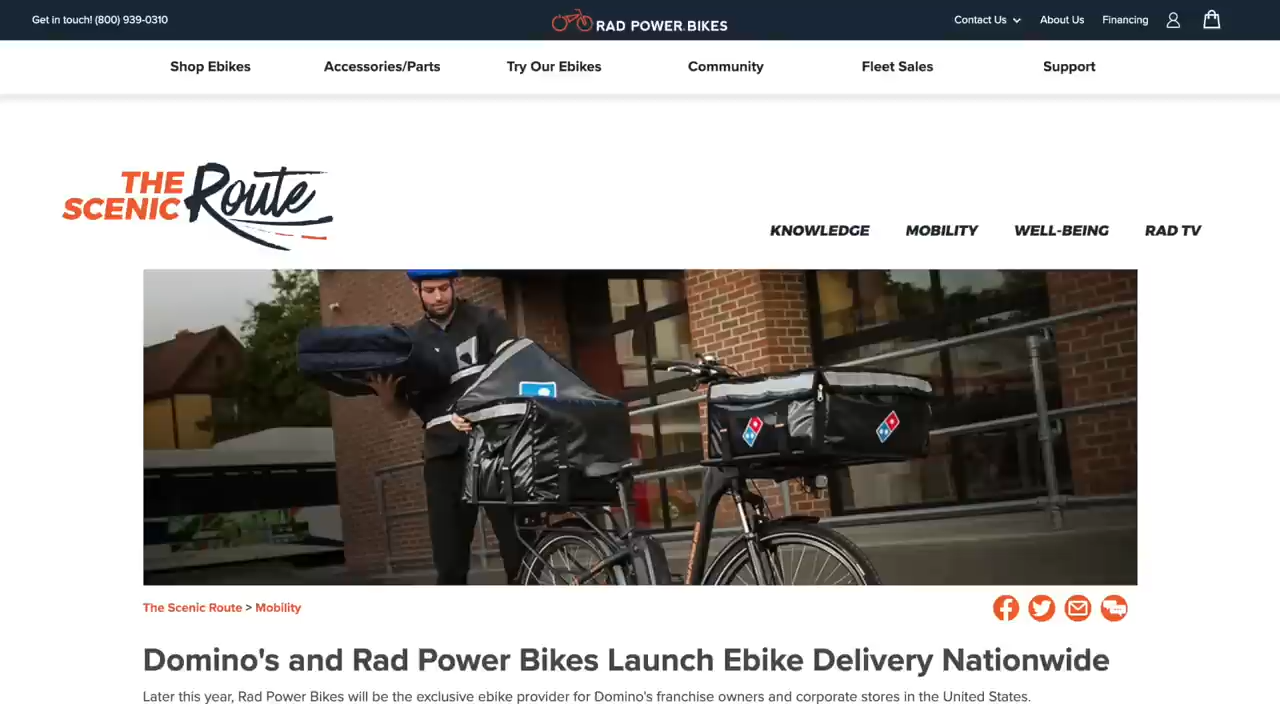 Get in touch! (800) 939-0310
RAD POWER BIKES
Contact Us
About Us
Financing
Shop Ebikes
Accessories/Parts
Try Our Ebikes
Community
Fleet Sales
Support
THE
SCENIC Route
KNOWLEDGE
MOBILITY
WELL-BEING
RAD TV
The Scenic Route > Mobility
Domino's and Rad Power Bikes Launch Ebike Delivery Nationwide
Later this year, Rad Power Bikes will be the exclusive ebike provider for Domino's franchise owners and corporate stores in the United States.